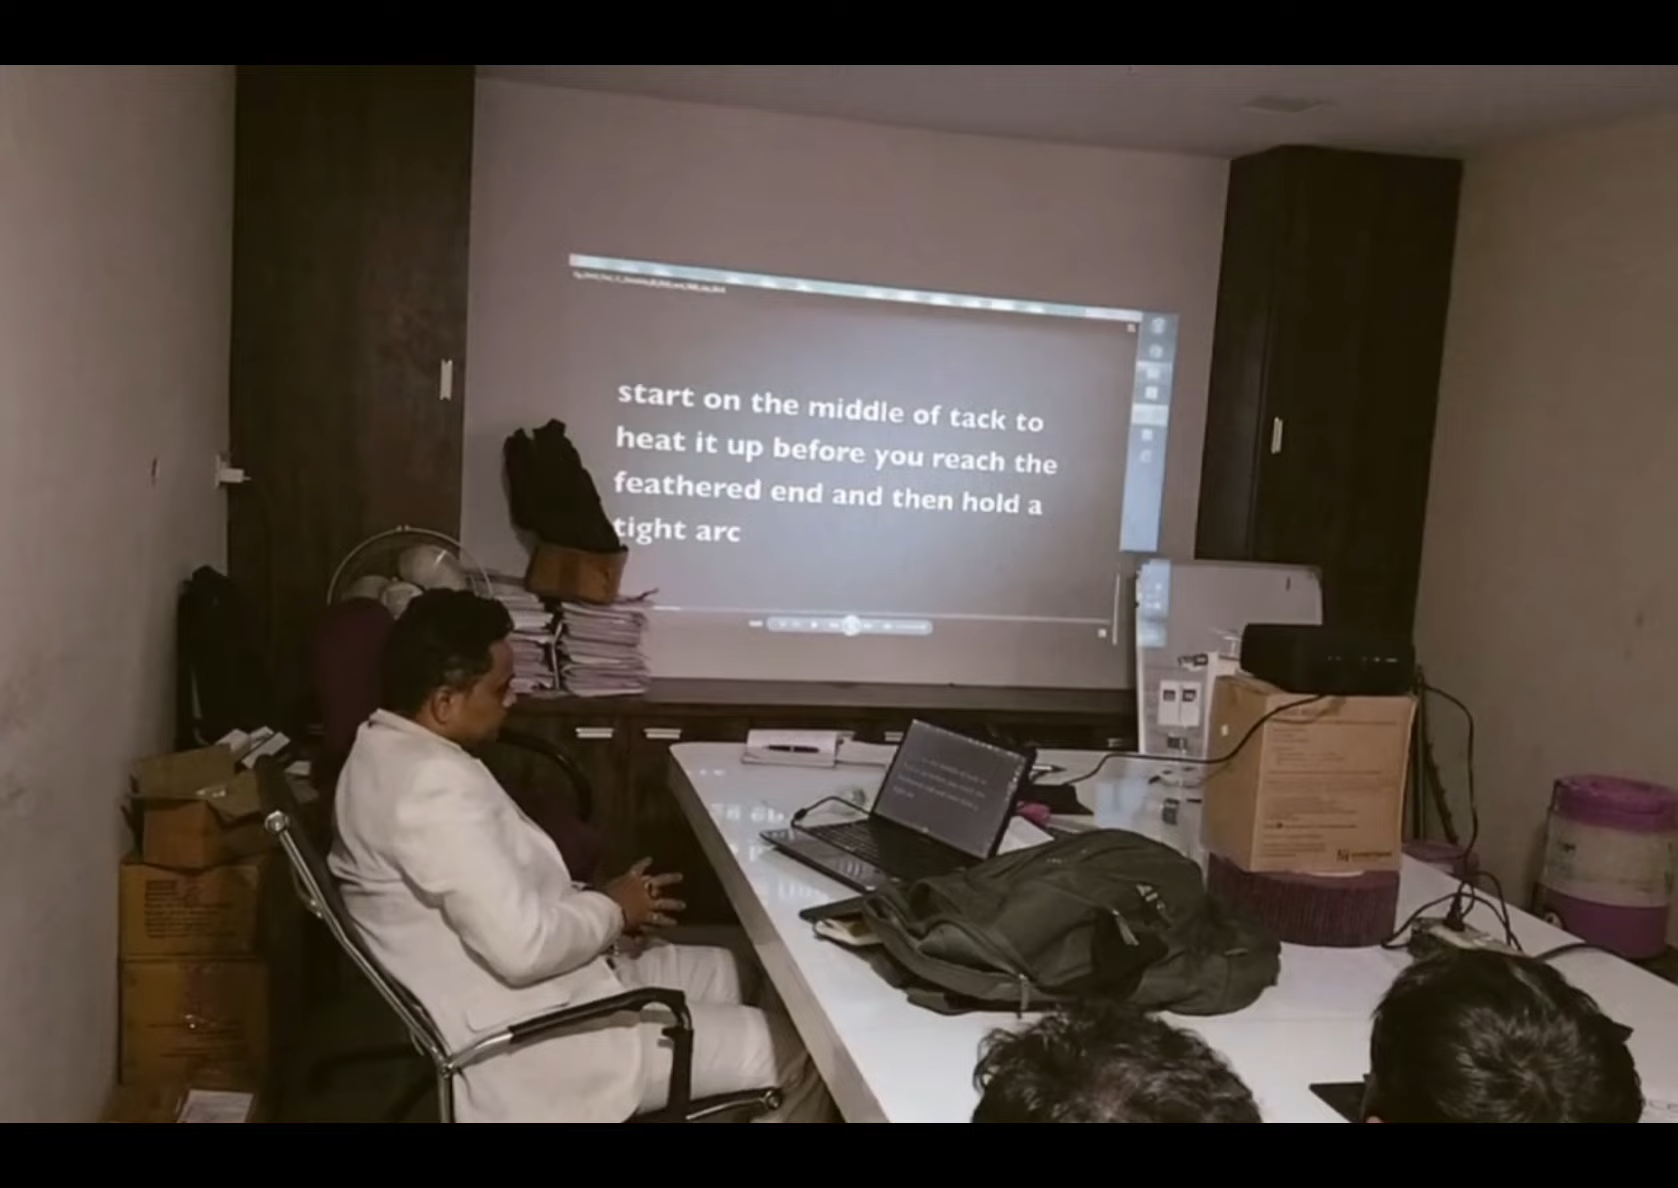 start on the middle of tack to
heat it up before you reach the
feathered end and then hold a
tight arc